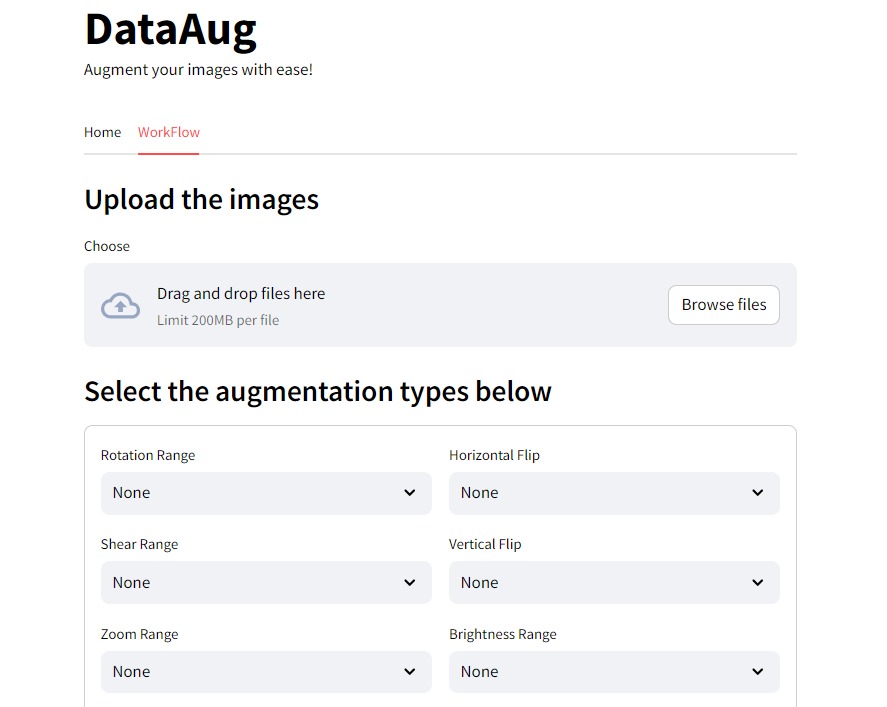 DataAug
Augment your images with ease!
Home WorkFlow
Upload the images
Choose
Drag and drop files here
Limit 200MB per file
Browse files
Select the augmentation types below
Rotation Range
None
Horizontal Flip
None
Shear Range
None
Vertical Flip
None
Zoom Range
None
Brightness Range
None